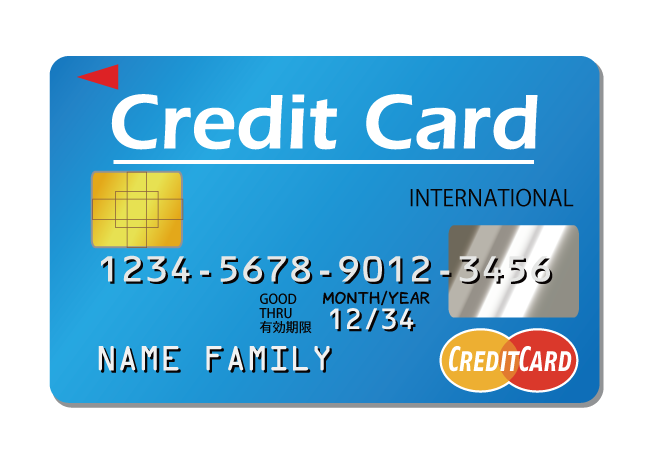 Credit Card
INTERNATIONAL
1234-5678-9012-3456
GOOD
THRU
有効期限
MONTH/YEAR
12/34
NAME FAMILY
CREDITCARD